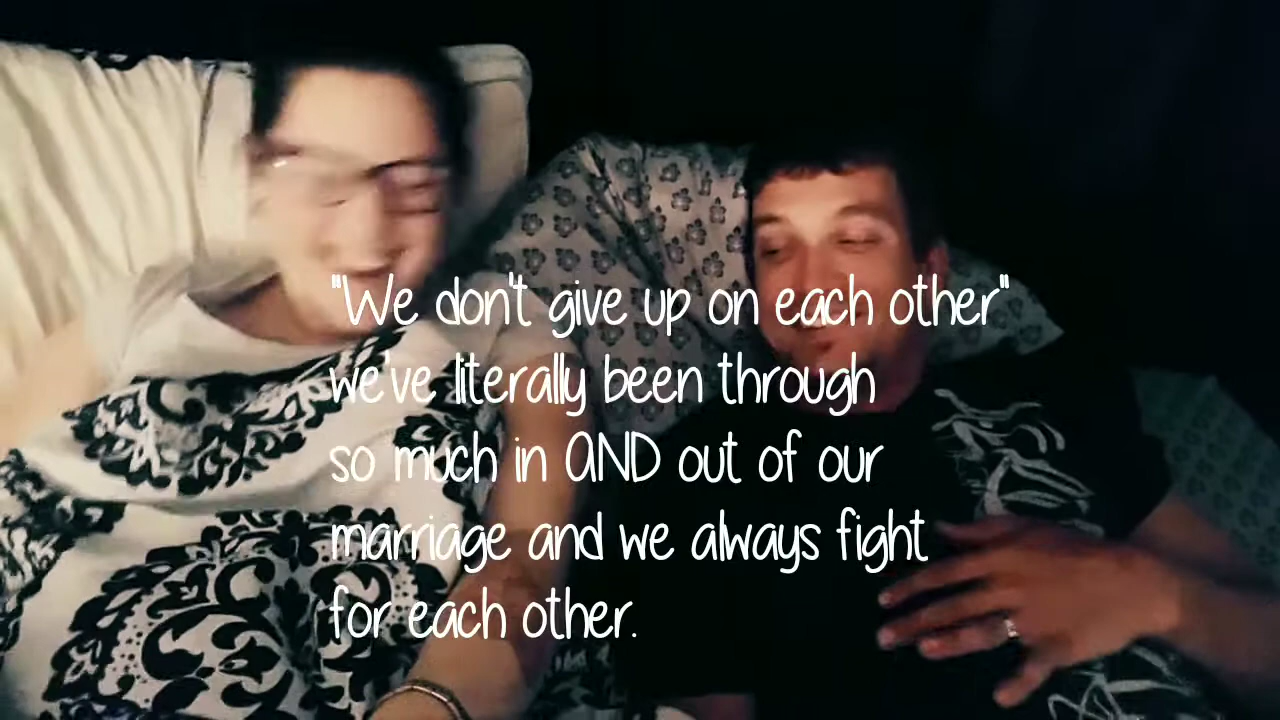 "We don't give up on each other"
we've literally been through
so much in AND out of our
marriage and we always fight
for each other.